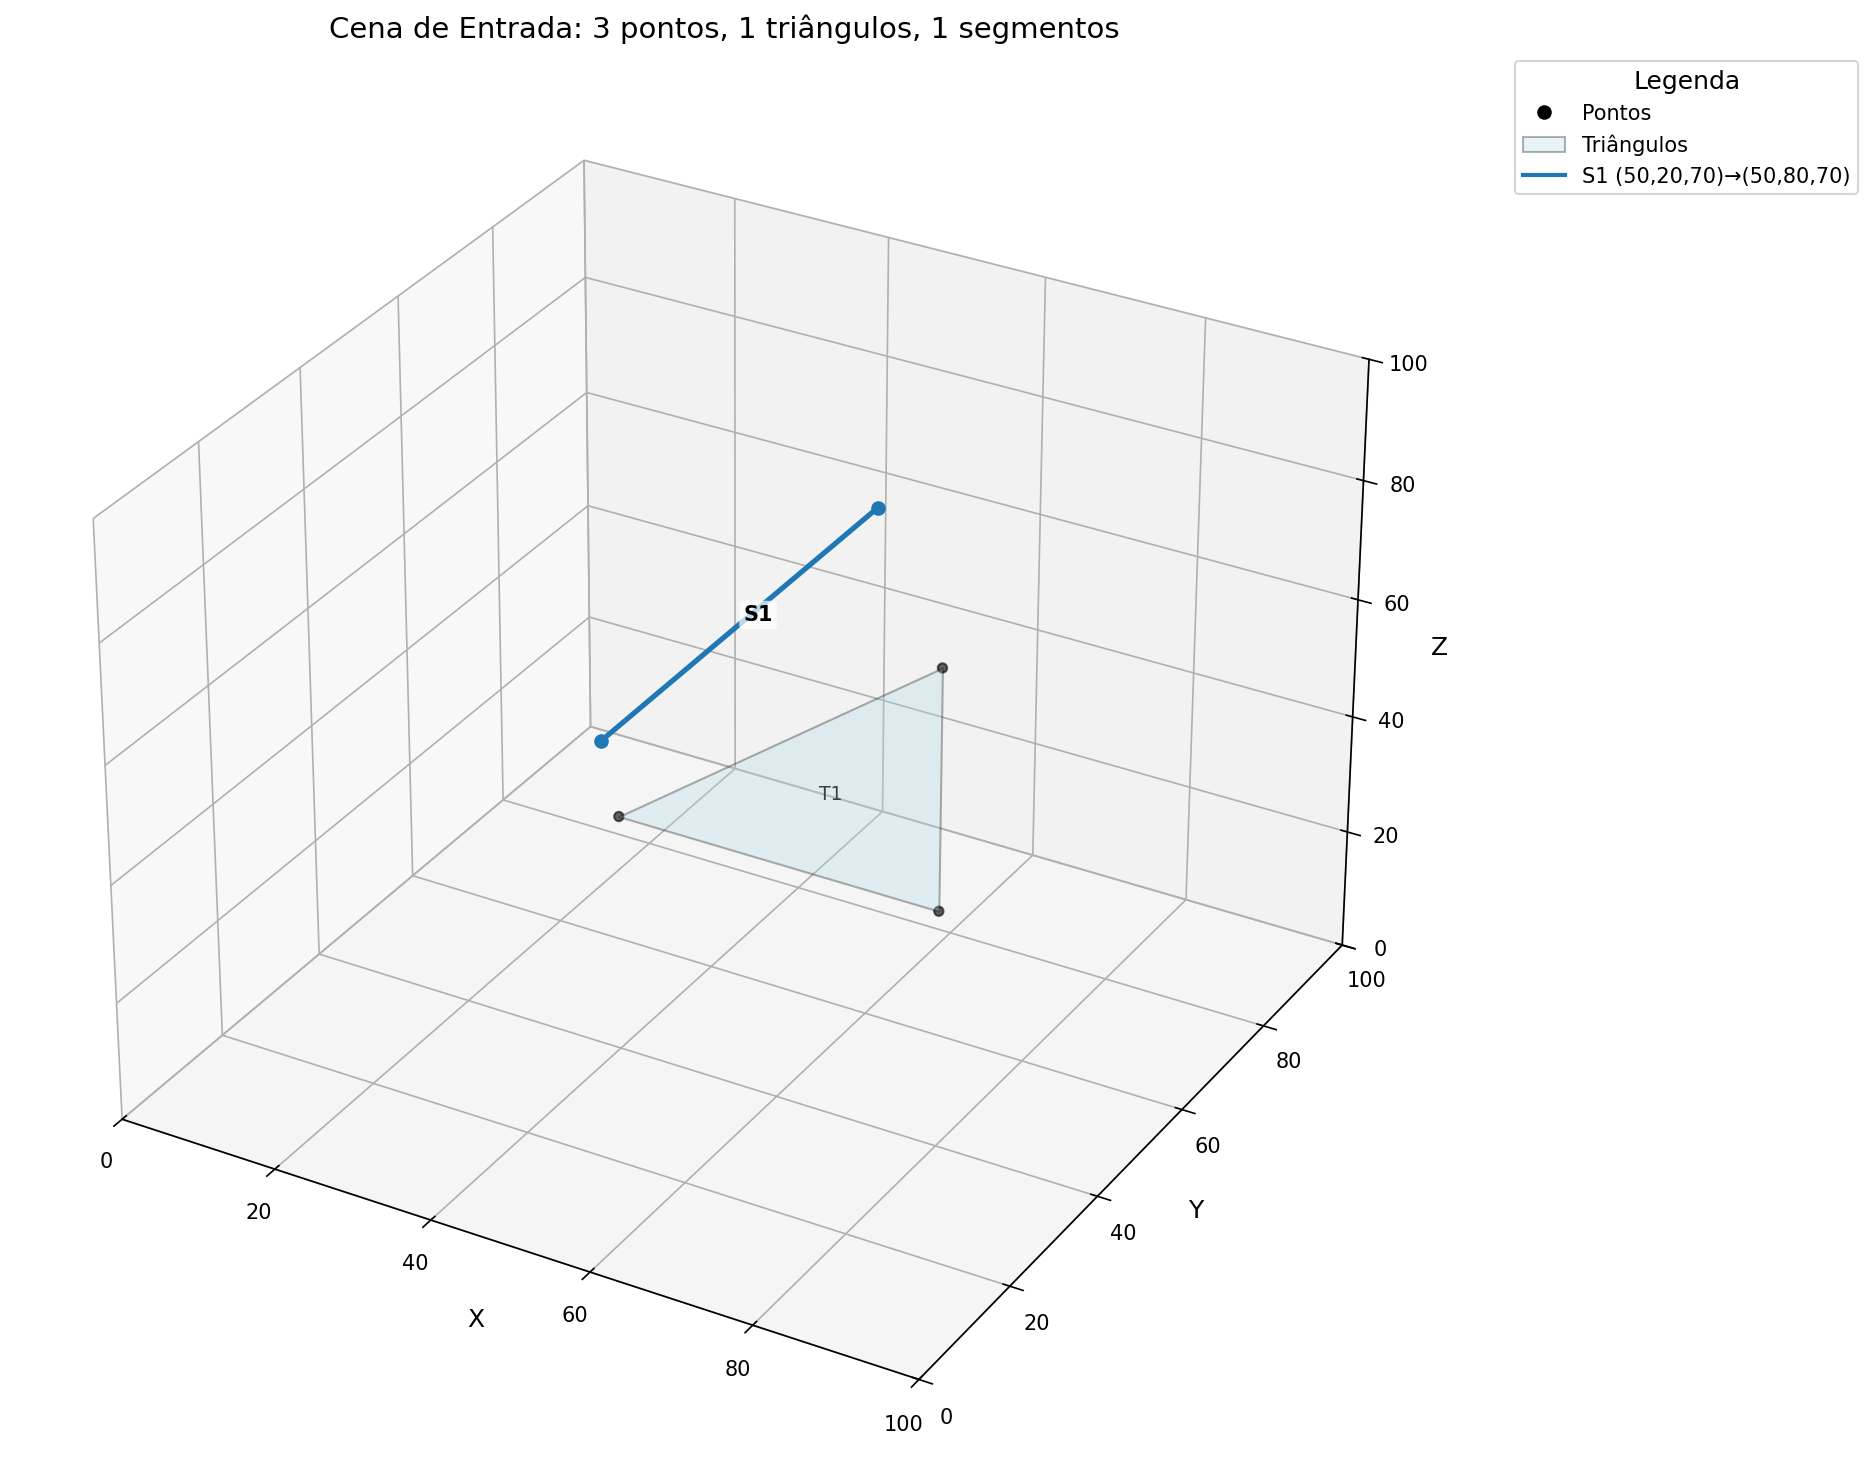 Cena de Entrada: 3 pontos, 1 triângulos, 1 segmentos
Legenda
Pontos
Triângulos
S1 (50,20,70)→(50,80,70)
100
80
60
Z
40
20
0
S1
T1
100
80
60
Y
40
20
0
0
20
40
X
60
80
100